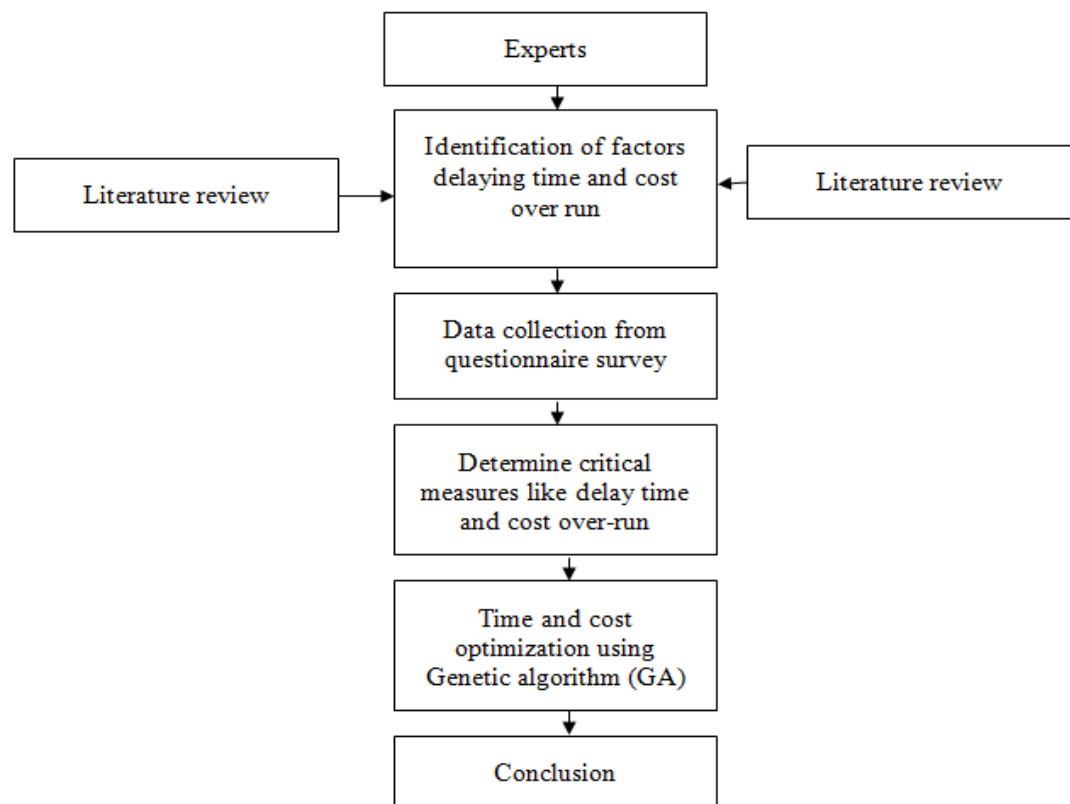 Experts
Identification of factors
delaying time and cost
over run
Literature review
Literature review
Data collection from
questionnaire survey
Determine critical
measures like delay time
and cost over-run
Time and cost
optimization using
Genetic algorithm (GA)
Conclusion